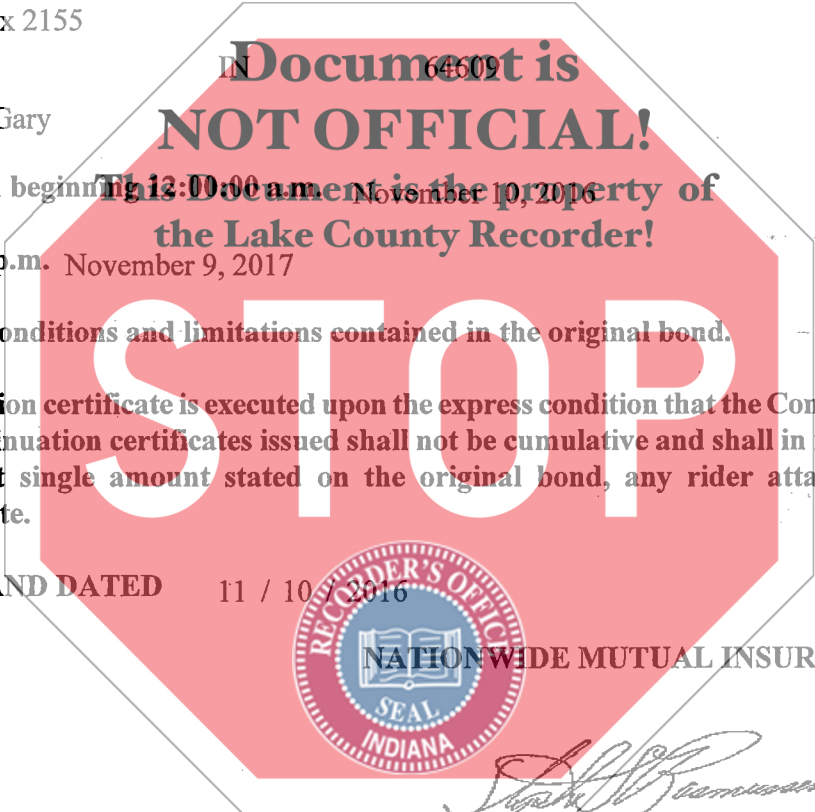 x 2155
Document is
IN 64609
NOT OFFICIAL!
Gary
This Document is the property of
beginning 12:00:00 a.m. November 10, 2016
the Lake County Recorder!
p.m. November 9, 2017
onditions and limitations contained in the original bond.
STOP
ion certificate is executed upon the express condition that the Con
nuation certificates issued shall not be cumulative and shall in
t single amount stated on the original bond, any rider atta
te.
AND DATED 11 / 10 / 2016
RECORDER'S OFFICE
NATIONWIDE MUTUAL INSUR
SEAL
INDIANA